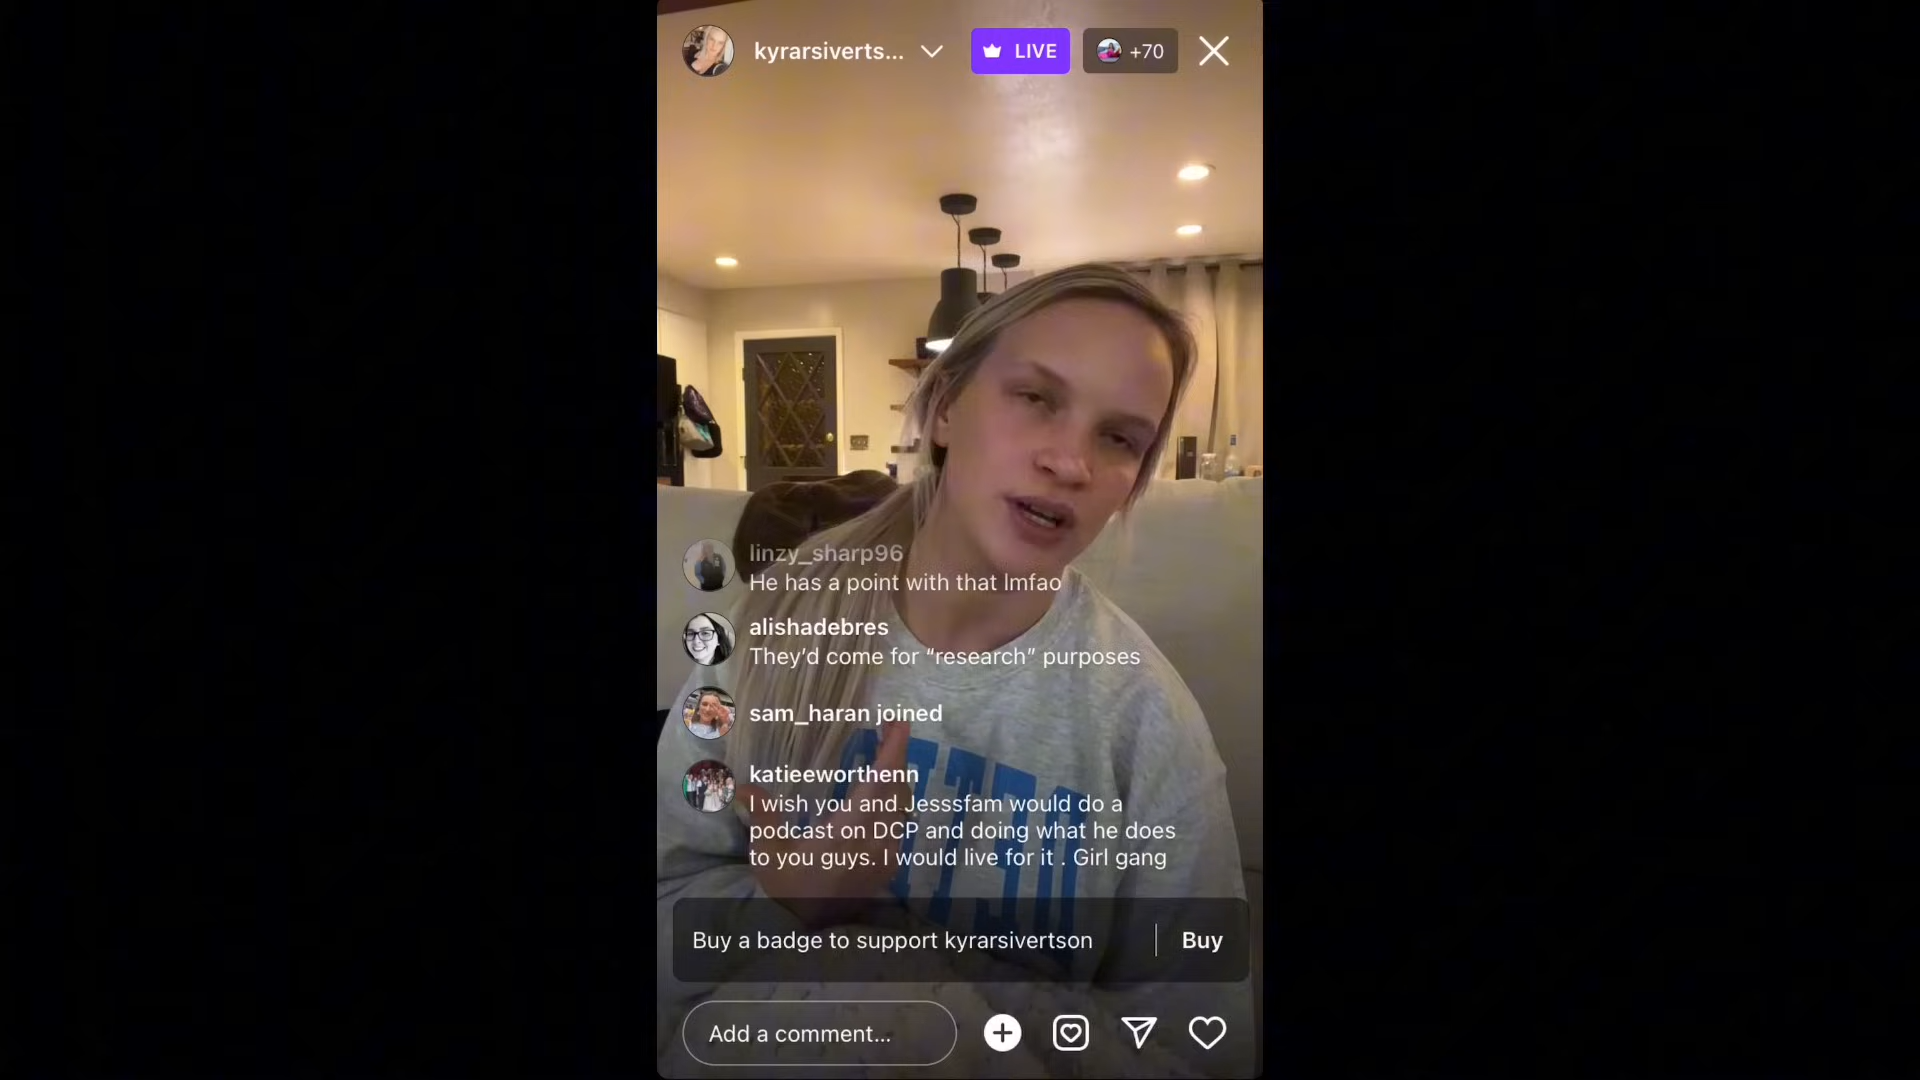 kyrarsiverts...
LIVE
+70
linzy_sharp96
He has a point with that lmfao
alishadebres
They'd come for “research” purposes
sam_haran joined
katieeworthenn
I wish you and Jesssfam would do a
podcast on DCP and doing what he does
to you guys. I would live for it . Girl gang
Buy a badge to support kyrarsivertson
Buy
Add a comment...